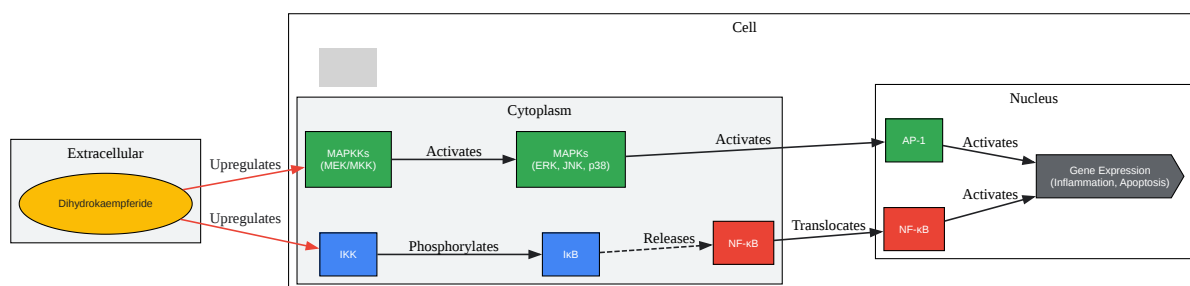 Cell
Cytoplasm
Nucleus
Extracellular
Dihydrokaempferide
Upregulates
Upregulates
MAPKKs
(MEK/MKK)
Activates
MAPKs
(ERK, JNK, p38)
Activates
AP-1
Activates
Gene Expression
(Inflammation, Apoptosis)
IKK
Phosphorylates
IκB
Releases
NF-κB
Translocates
NF-κB
Activates